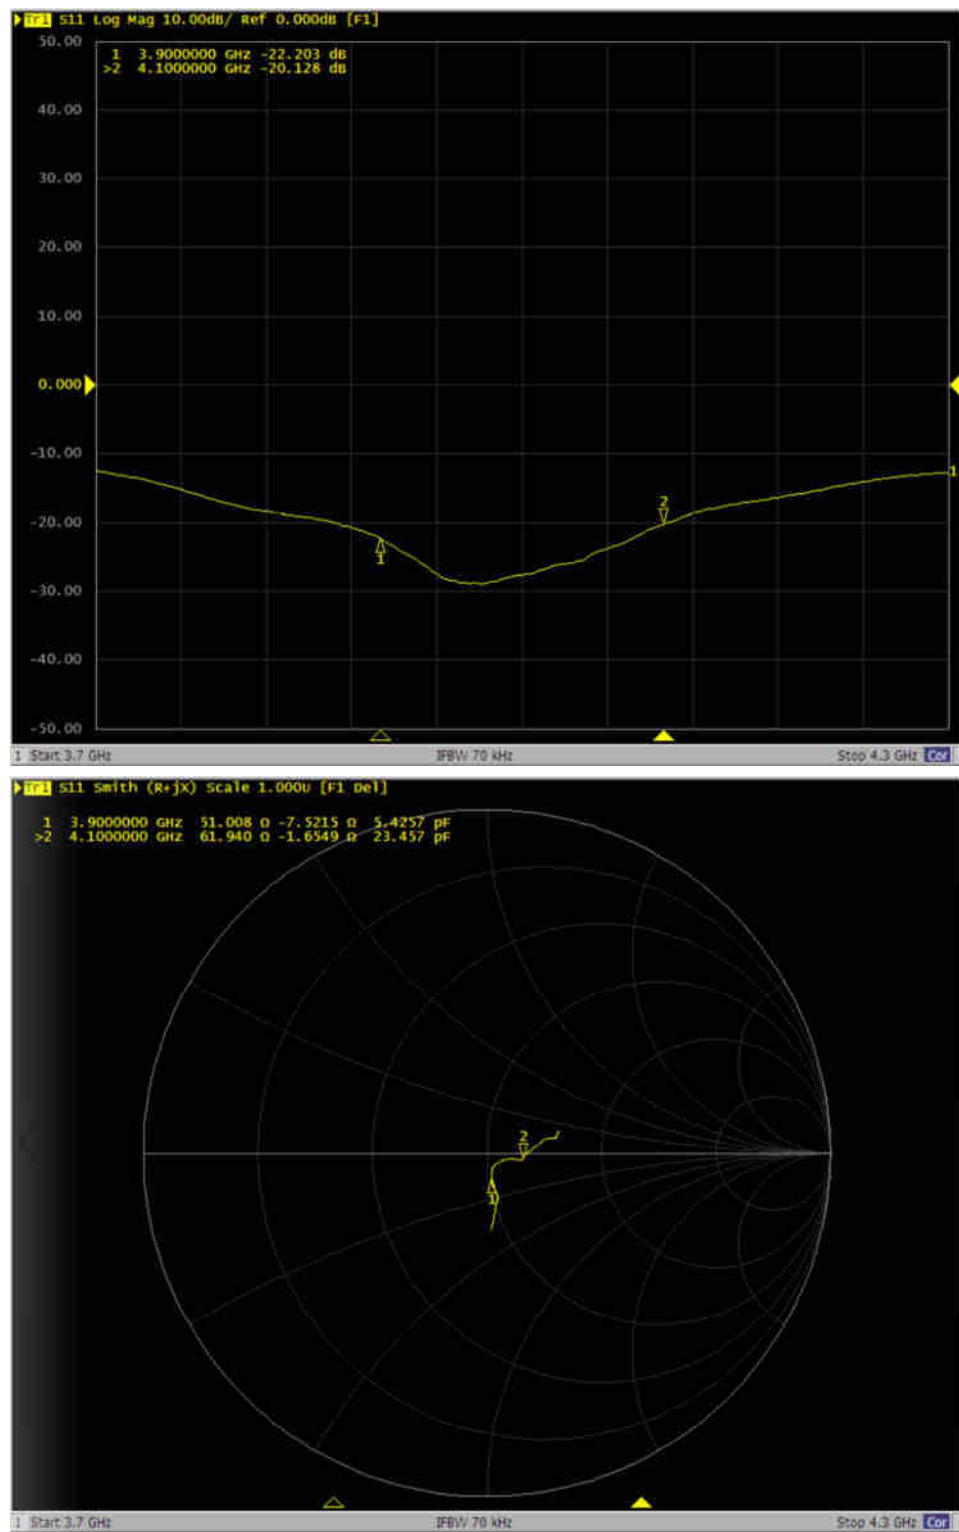 Tr1 S11 Log Mag 10.00dB/ Ref 0.000dB [F1]
50.00
1 3.9000000 GHz -22.203 dB
>2 4.1000000 GHz -20.128 dB
40.00
30.00
20.00
10.00
0.000
-10.00
1
2
-20.00
1
-30.00
-40.00
-50.00
1 Start 3.7 GHz IFBW 70 kHz Stop 4.3 GHz Cor
Tr1 S11 Smith (R+jX) Scale 1.000U [F1 Del]
1 3.9000000 GHz 51.008 Ω -7.5215 Ω 5.4257 pF
>2 4.1000000 GHz 61.940 Ω -1.6549 Ω 23.457 pF
2
1
1 Start 3.7 GHz IFBW 70 kHz Stop 4.3 GHz Cor